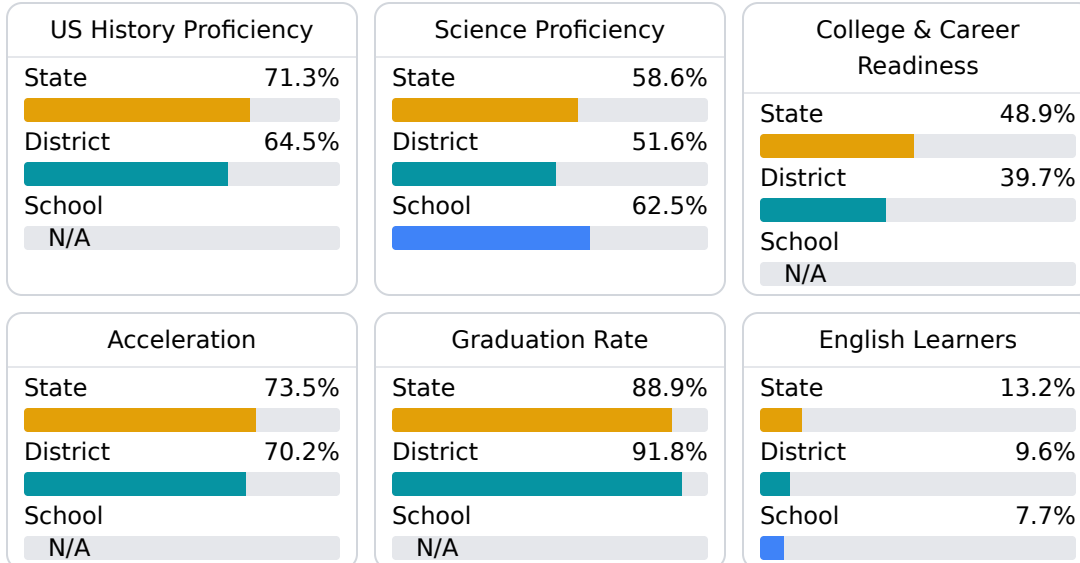 US History Proficiency
State 71.3%
District 64.5%
School
N/A
Science Proficiency
State 58.6%
District 51.6%
School 62.5%
College & Career
Readiness
State 48.9%
District 39.7%
School
N/A
Acceleration
State 73.5%
District 70.2%
School
N/A
Graduation Rate
State 88.9%
District 91.8%
School
N/A
English Learners
State 13.2%
District 9.6%
School 7.7%